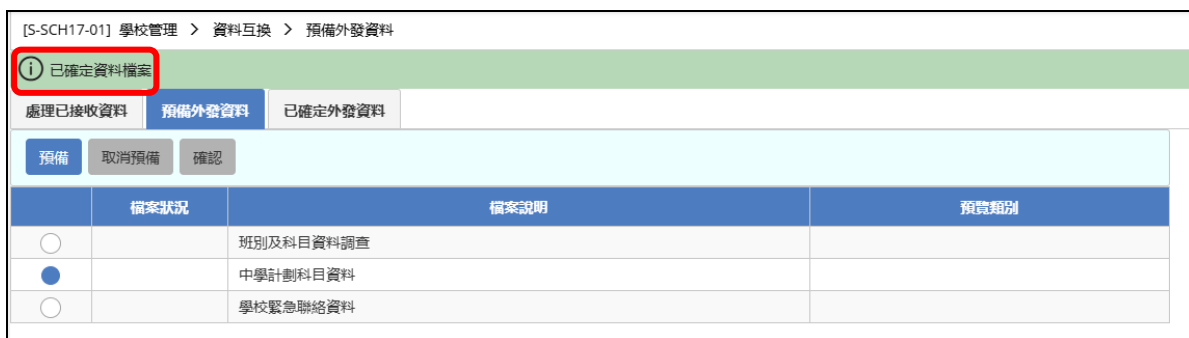 [S-SCH17-01] 學校管理 > 資料互換 > 預備外發資料
已確定資料檔案
處理已接收資料 預備外發資料 已確定外發資料
預備 取消預備 確認
檔案狀況 檔案說明 預覽類別
班別及科目資料調查
中學計劃科目資料
學校緊急聯絡資料